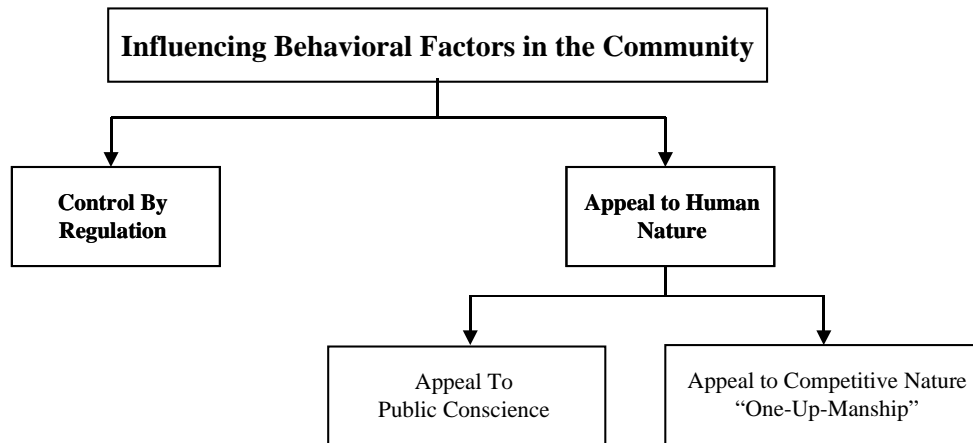 Influencing Behavioral Factors in the Community
Control By
Regulation
Appeal to Human
Nature
Appeal To
Public Conscience
Appeal to Competitive Nature
“One-Up-Manship”